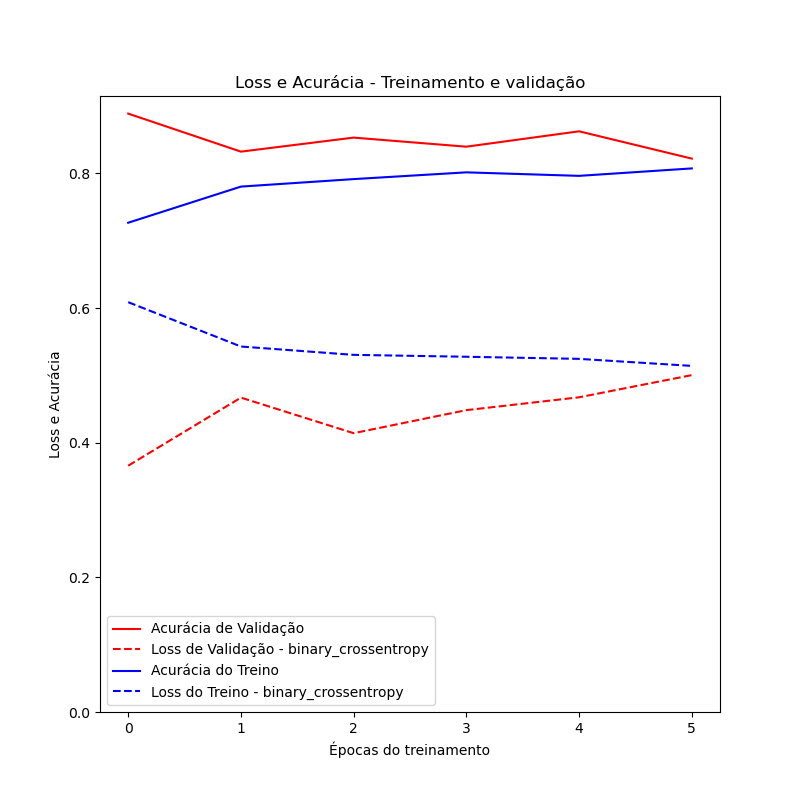 Loss e Acurácia - Treinamento e validação
Loss e Acurácia
0.8
0.6
0.4
0.2
0.0
Acurácia de Validação
Loss de Validação - binary_crossentropy
Acurácia do Treino
Loss do Treino - binary_crossentropy
0 1 2 3 4 5
Épocas do treinamento